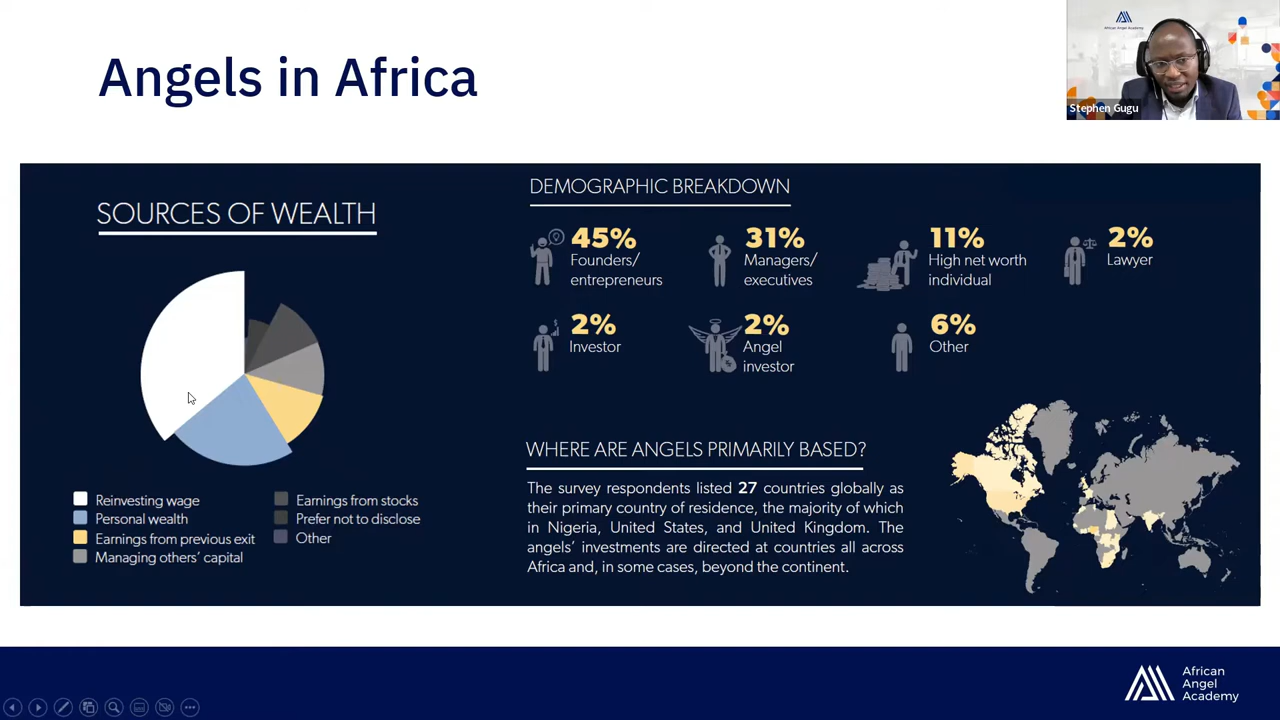 Angels in Africa
African Angel Academy
Stephen Gugu
SOURCES OF WEALTH
Reinvesting wage
Personal wealth
Earnings from previous exit
Managing others' capital
Earnings from stocks
Prefer not to disclose
Other
DEMOGRAPHIC BREAKDOWN
45%
Founders/
entrepreneurs
31%
Managers/
executives
11%
High net worth
individual
2%
Lawyer
2%
Investor
2%
Angel
investor
6%
Other
WHERE ARE ANGELS PRIMARILY BASED?
The survey respondents listed 27 countries globally as
their primary country of residence, the majority of which
in Nigeria, United States, and United Kingdom. The
angels' investments are directed at countries all across
Africa and, in some cases, beyond the continent.
African
Angel
Academy